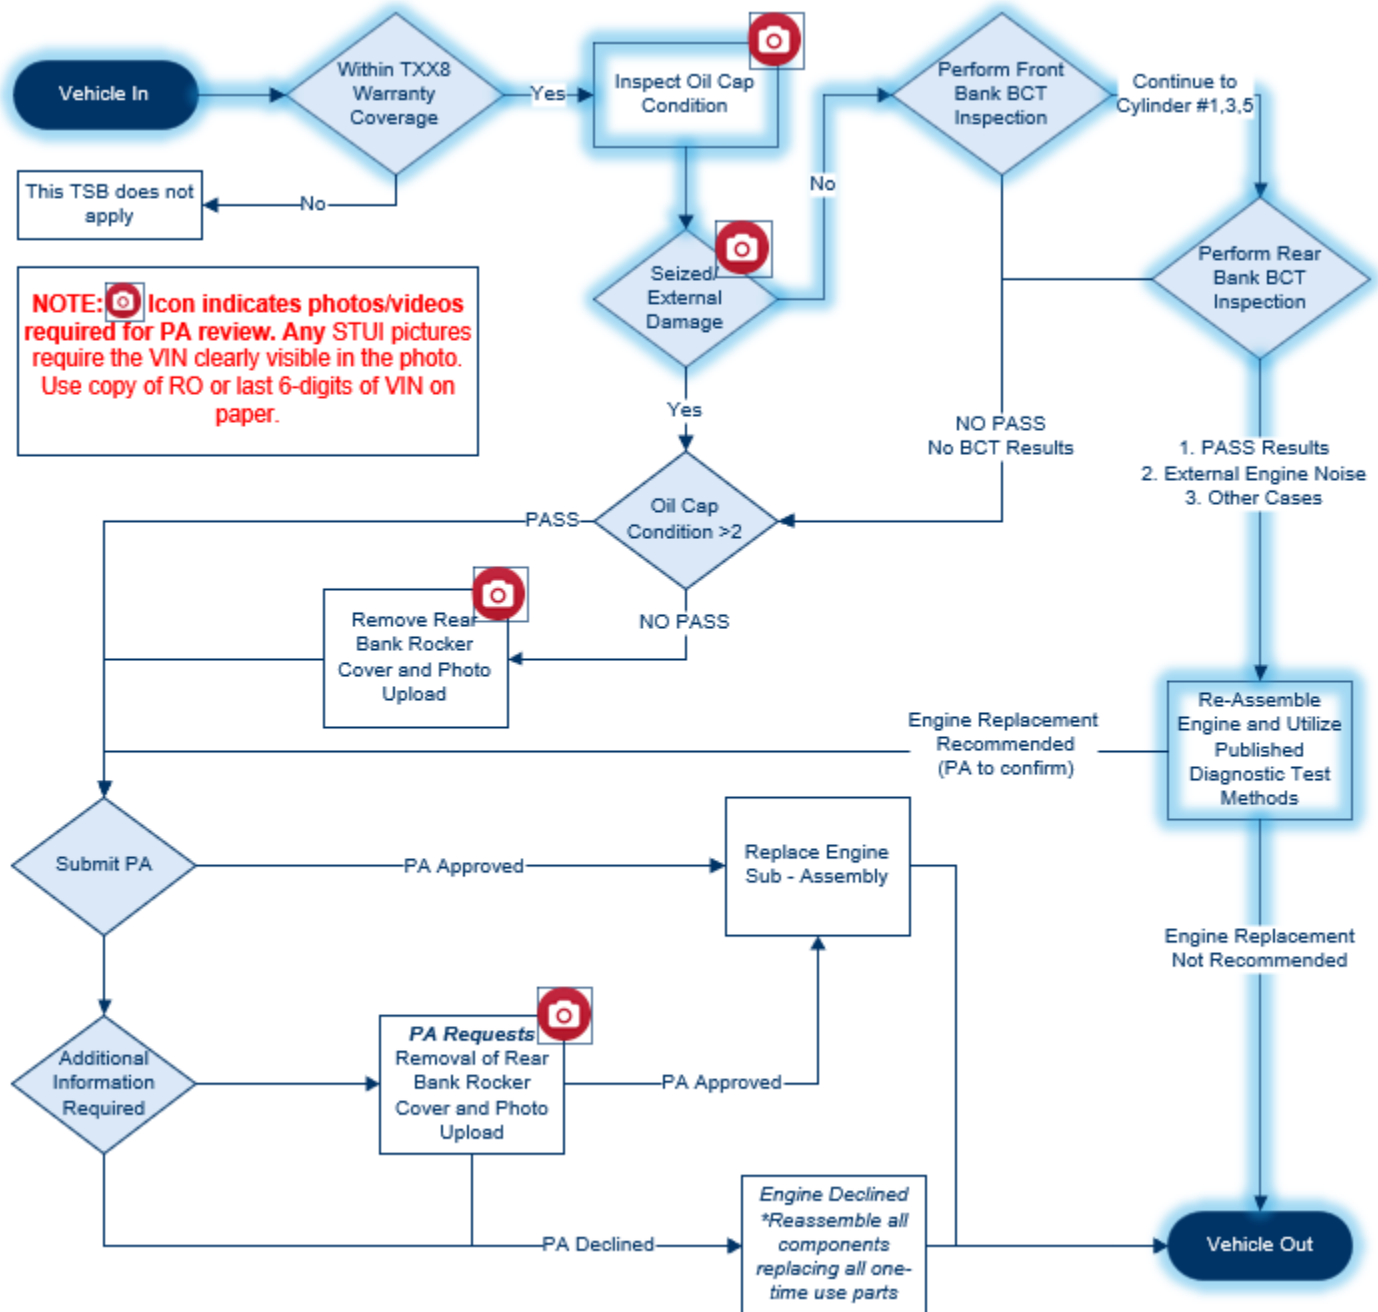 Vehicle In
Within TXX8
Warranty
Coverage
Yes
Inspect Oil Cap
Condition
Perform Front
Bank BCT
Inspection
Continue to
Cylinder #1,3,5
No
This TSB does not
apply
No
Seized/
External
Damage
Perform Rear
Bank BCT
Inspection
NOTE: Icon indicates photos/videos
required for PA review. Any STUI pictures
require the VIN clearly visible in the photo.
Use copy of RO or last 6-digits of VIN on
paper.
Yes
NO PASS
No BCT Results
1. PASS Results
2. External Engine Noise
3. Other Cases
Oil Cap
Condition >2
PASS
NO PASS
Remove Rear
Bank Rocker
Cover and Photo
Upload
Engine Replacement
Recommended
(PA to confirm)
Re-Assemble
Engine and Utilize
Published
Diagnostic Test
Methods
Submit PA
PA Approved
Replace Engine
Sub - Assembly
Engine Replacement
Not Recommended
Additional
Information
Required
PA Requests
Removal of Rear
Bank Rocker
Cover and Photo
Upload
PA Approved
PA Declined
Engine Declined
*Reassemble all
components
replacing all one-
time use parts
Vehicle Out